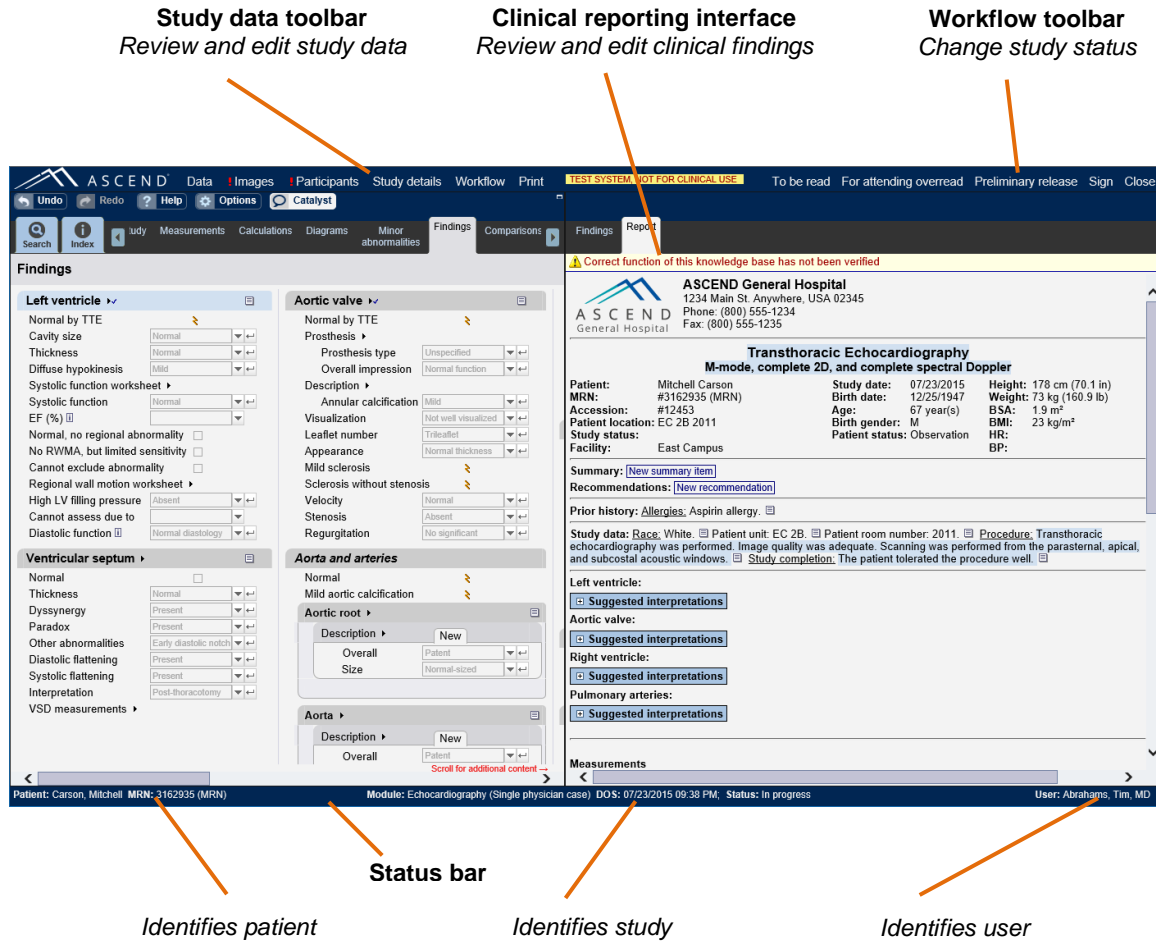 Study data toolbar
Review and edit study data
Clinical reporting interface
Review and edit clinical findings
Workflow toolbar
Change study status
ASCEND Data !Images !Participants Study details Workflow Print
TEST SYSTEM, NOT FOR CLINICAL USE
To be read For attending overread Preliminary release Sign Close
Undo Redo ? Help Options Catalyst
Search Index Measurements Calculations Diagrams Minor abnormalities Findings Comparisons
Findings Report
Correct function of this knowledge base has not been verified
Findings
Left ventricle
Normal by TTE
Cavity size Normal
Thickness Normal
Diffuse hypokinesis Mild
Systolic function worksheet
Systolic function Normal
EF (%)
Normal, no regional abnormality
No RWMA, but limited sensitivity
Cannot exclude abnormality
Regional wall motion worksheet
High LV filling pressure Absent
Cannot assess due to
Diastolic function Normal diastology
Ventricular septum
Normal
Thickness Normal
Dyssynergy Present
Paradox Present
Other abnormalities Early diastolic notch
Diastolic flattening Present
Systolic flattening Present
Interpretation Post-thoracotomy
VSD measurements
Aortic valve
Normal by TTE
Prosthesis
Prosthesis type Unspecified
Overall impression Normal function
Description
Annular calcification Mild
Visualization Not well visualized
Leaflet number Trileaflet
Appearance Normal thickness
Mild sclerosis
Sclerosis without stenosis
Velocity Normal
Stenosis Absent
Regurgitation No significant
Aorta and arteries
Normal
Mild aortic calcification
Aortic root
Description New
Overall Patent
Size Normal-sized
Aorta
Description New
Overall Patent
Scroll for additional content→
ASCEND
General Hospital
ASCEND General Hospital
1234 Main St. Anywhere, USA 02345
Phone: (800) 555-1234
Fax: (800) 555-1235
Transthoracic Echocardiography
M-mode, complete 2D, and complete spectral Doppler
Patient: Mitchell Carson Study date: 07/23/2015 Height: 178 cm (70.1 in)
MRN: #3162935 (MRN) Birth date: 12/25/1947 Weight: 73 kg (160.9 lb)
Accession: #12453 Age: 67 year(s) BSA: 1.9 m²
Patient location: EC 2B 2011 Birth gender: M BMI: 23 kg/m²
Study status: Patient status: Observation HR:
Facility: East Campus BP:
Summary: New summary item
Recommendations: New recommendation
Prior history: Allergies: Aspirin allergy.
Study data: Race: White. Patient unit: EC 2B. Patient room number: 2011. Procedure: Transthoracic
echocardiography was performed. Image quality was adequate. Scanning was performed from the parasternal, apical,
and subcostal acoustic windows. Study completion: The patient tolerated the procedure well.
Left ventricle:
Suggested interpretations
Aortic valve:
Suggested interpretations
Right ventricle:
Suggested interpretations
Pulmonary arteries:
Suggested interpretations
Measurements
Patient: Carson, Mitchell MRN: 3162935 (MRN) Module: Echocardiography (Single physician case) DOS: 07/23/2015 09:38 PM; Status: In progress User: Abrahams, Tim, MD
Status bar
Identifies patient
Identifies study
Identifies user